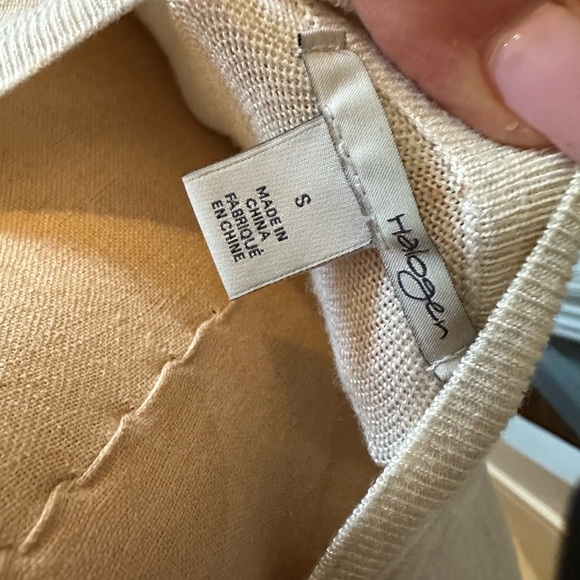 S
MADE IN
CHINA
FABRIQUÉ
EN CHINE
Halogen